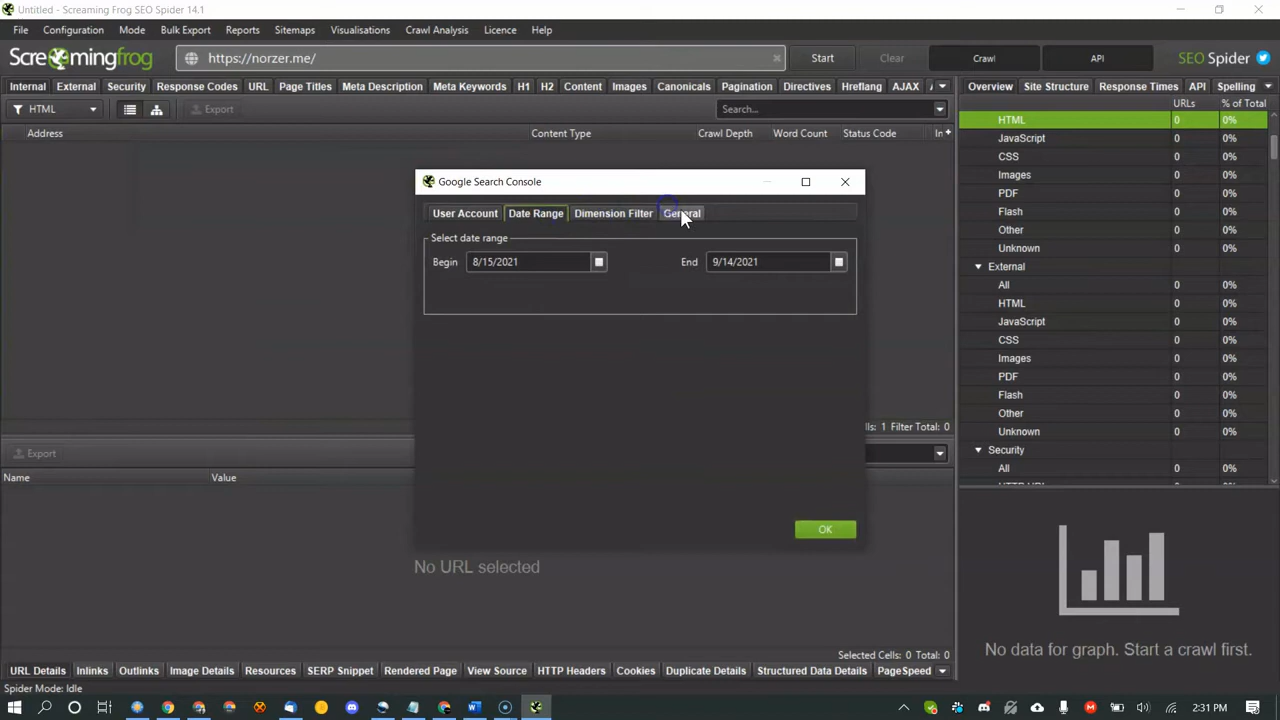 Untitled - Screaming Frog SEO Spider 14.1
File Configuration Mode Bulk Export Reports Sitemaps Visualisations Crawl Analysis Licence Help
Screamingfrog https://norzer.me/ Start Clear Crawl API SEO Spider
Internal External Security Response Codes URL Page Titles Meta Description Meta Keywords H1 H2 Content Images Canonicals Pagination Directives Hreflang AJAX
HTML Export Search...
Address Content Type Crawl Depth Word Count Status Code In
Google Search Console
User Account Date Range Dimension Filter General
Select date range
Begin 8/15/2021 End 9/14/2021
OK
lls: 1 Filter Total: 0
Export
Name Value
No URL selected
Selected Cells: 0 Total: 0
URL Details Inlinks Outlinks Image Details Resources SERP Snippet Rendered Page View Source HTTP Headers Cookies Duplicate Details Structured Data Details PageSpeed
Spider Mode: Idle
Overview Site Structure Response Times API Spelling
URLs % of Total
HTML 0 0%
JavaScript 0 0%
CSS 0 0%
Images 0 0%
PDF 0 0%
Flash 0 0%
Other 0 0%
Unknown 0 0%
External
All 0 0%
HTML 0 0%
JavaScript 0 0%
CSS 0 0%
Images 0 0%
PDF 0 0%
Flash 0 0%
Other 0 0%
Unknown 0 0%
Security
All 0 0%
No data for graph. Start a crawl first.
2:31 PM